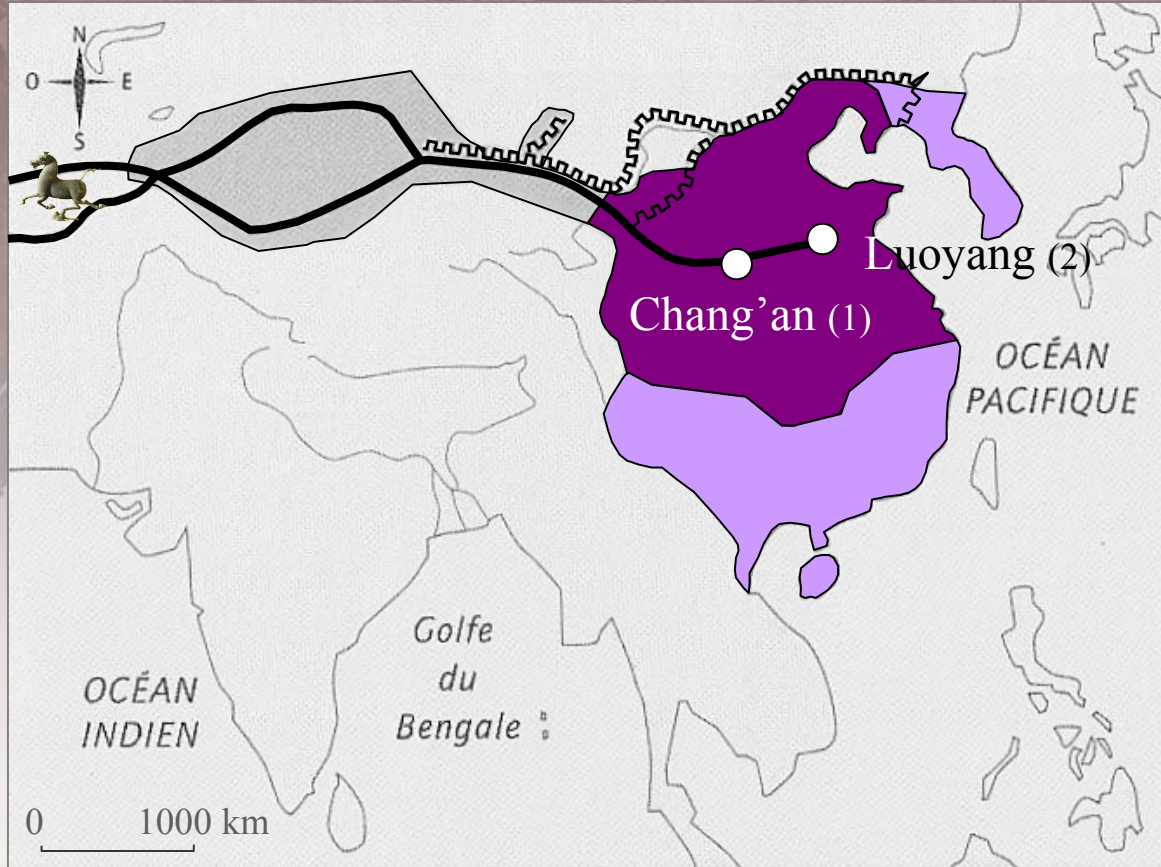 N
O E
S
Luoyang (2)
Chang’an (1)
OCÉAN
PACIFIQUE
Golfe
du
Bengale
OCÉAN
INDIEN
0 1000 km